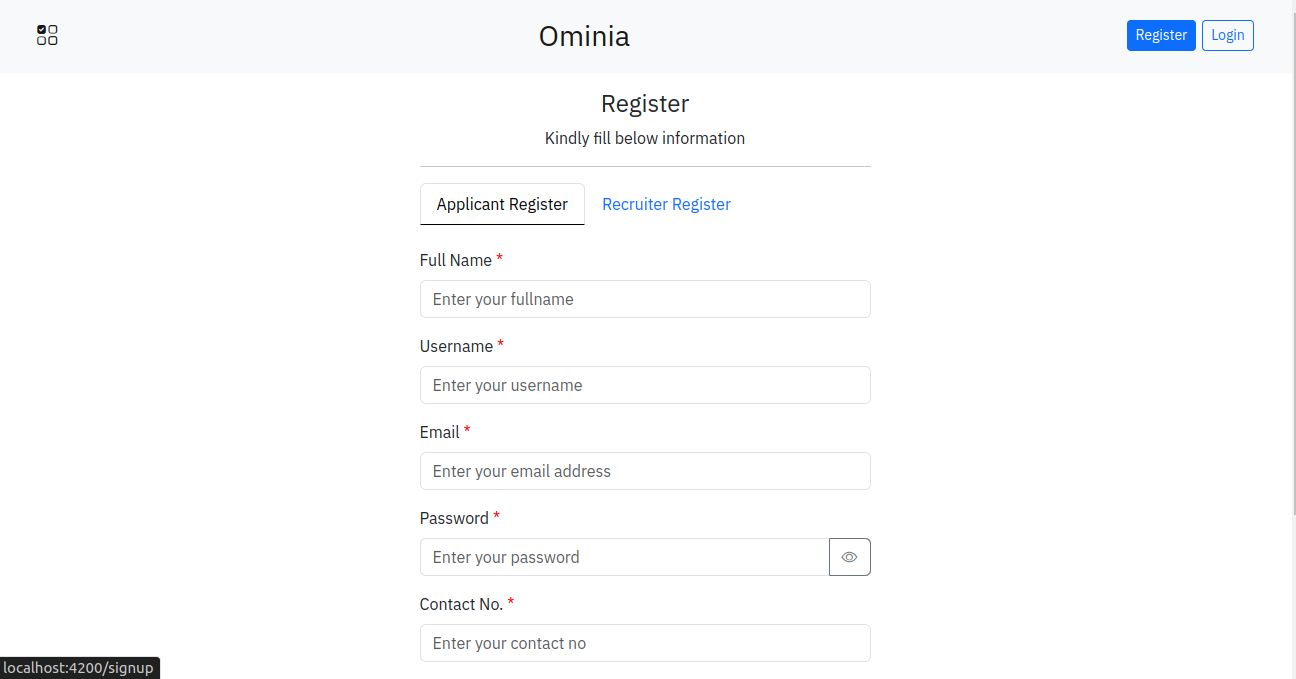 Ominia
Register Login
Register
Kindly fill below information
Applicant Register Recruiter Register
Full Name *
Enter your fullname
Username *
Enter your username
Email *
Enter your email address
Password *
Enter your password
Contact No. *
Enter your contact no
localhost:4200/signup